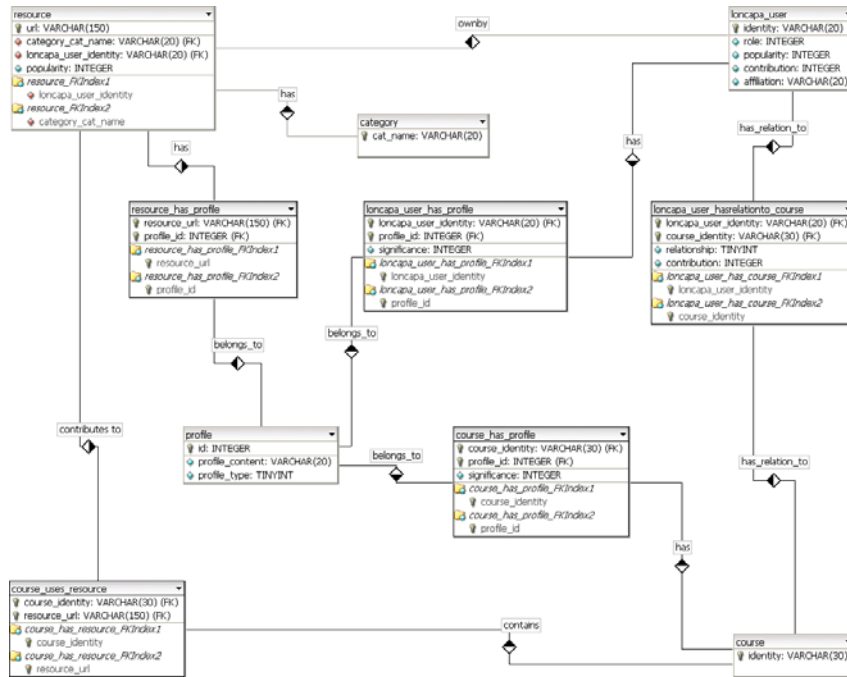 resource
url: VARCHAR(150)
category_cat_name: VARCHAR(20) (FK)
loncapa_user_identity: VARCHAR(20) (FK)
popularity: INTEGER
resource_FKIndex1
loncapa_user_identity
resource_FKIndex2
category_cat_name
ownby
loncapa_user
identity: VARCHAR(20)
role: INTEGER
popularity: INTEGER
contribution: INTEGER
affiliation: VARCHAR(20)
has
category
cat_name: VARCHAR(20)
has
has
has_relation_to
resource_has_profile
resource_url: VARCHAR(150) (FK)
profile_id: INTEGER (FK)
resource_has_profile_FKIndex1
resource_url
resource_has_profile_FKIndex2
profile_id
loncapa_user_has_profile
loncapa_user_identity: VARCHAR(20) (FK)
profile_id: INTEGER (FK)
significance: INTEGER
loncapa_user_has_profile_FKIndex1
loncapa_user_identity
loncapa_user_has_profile_FKIndex2
profile_id
loncapa_user_hasrelationto_course
loncapa_user_identity: VARCHAR(20) (FK)
course_identity: VARCHAR(30) (FK)
relationship: TINYINT
contribution: INTEGER
loncapa_user_has_course_FKIndex1
loncapa_user_identity
loncapa_user_has_course_FKIndex2
course_identity
belongs_to
belongs_to
contributes to
profile
id: INTEGER
profile_content: VARCHAR(20)
profile_type: TINYINT
belongs_to
course_has_profile
course_identity: VARCHAR(30) (FK)
profile_id: INTEGER (FK)
significance: INTEGER
course_has_profile_FKIndex1
course_identity
course_has_profile_FKIndex2
profile_id
has_relation_to
has
course_uses_resource
course_identity: VARCHAR(30) (FK)
resource_url: VARCHAR(150) (FK)
course_has_resource_FKIndex1
course_identity
course_has_resource_FKIndex2
resource_url
contains
course
identity: VARCHAR(30)